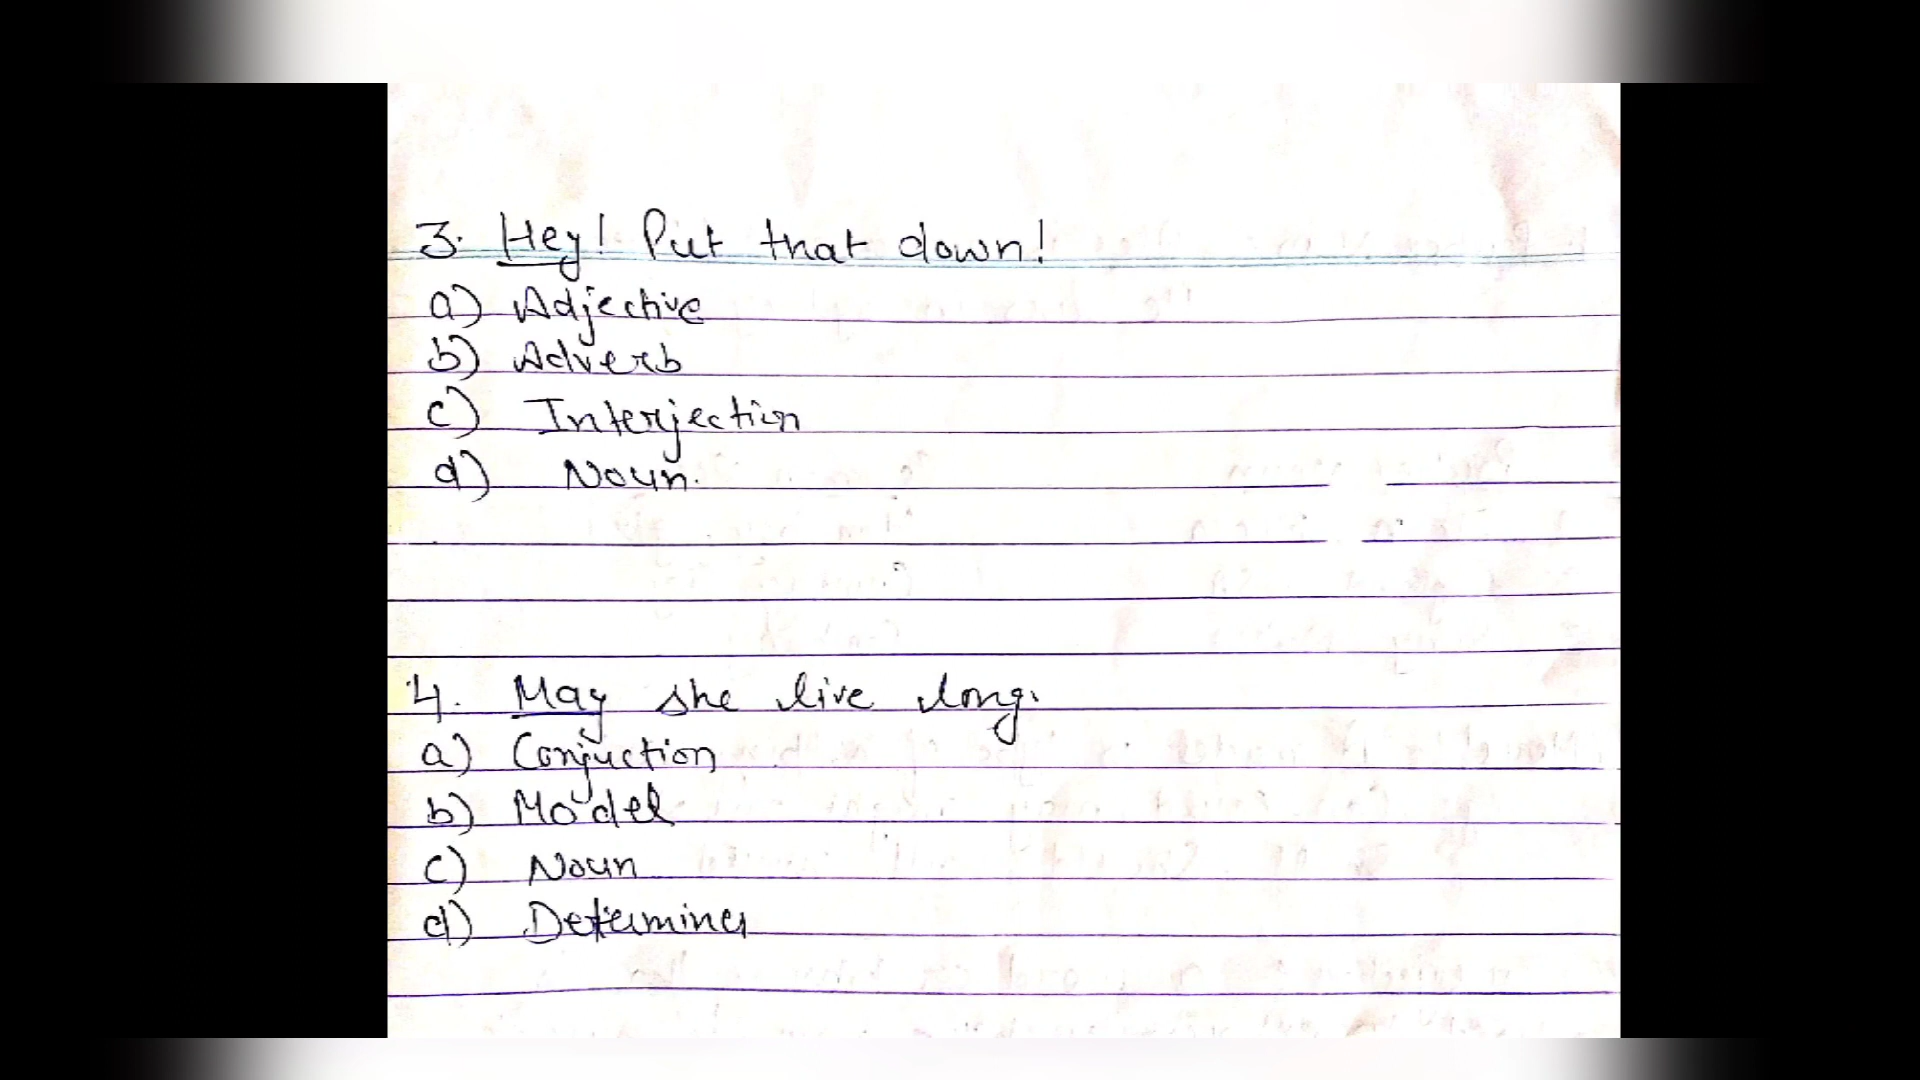 3. Hey! Put that down!
a) Adjective
b) Adverb
c) Interjection
d) Noun.
4. May she live long.
a) Conjuction
b) Model
c) Noun
d) Determiner